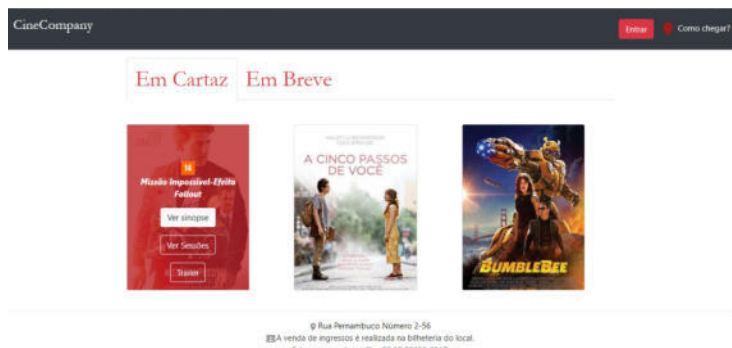 CineCompany
Entrar
Como chegar?
Em Cartaz
Em Breve
Missão Impossível-Efeito
Fallout
Ver sinopse
Ver Sessões
Trailer
A CINCO PASSOS
DE VOCÊ
BUMBLEBEE
Rua Pernambuco Número 2-56
A venda de ingressos é realizada na bilheteria do local.